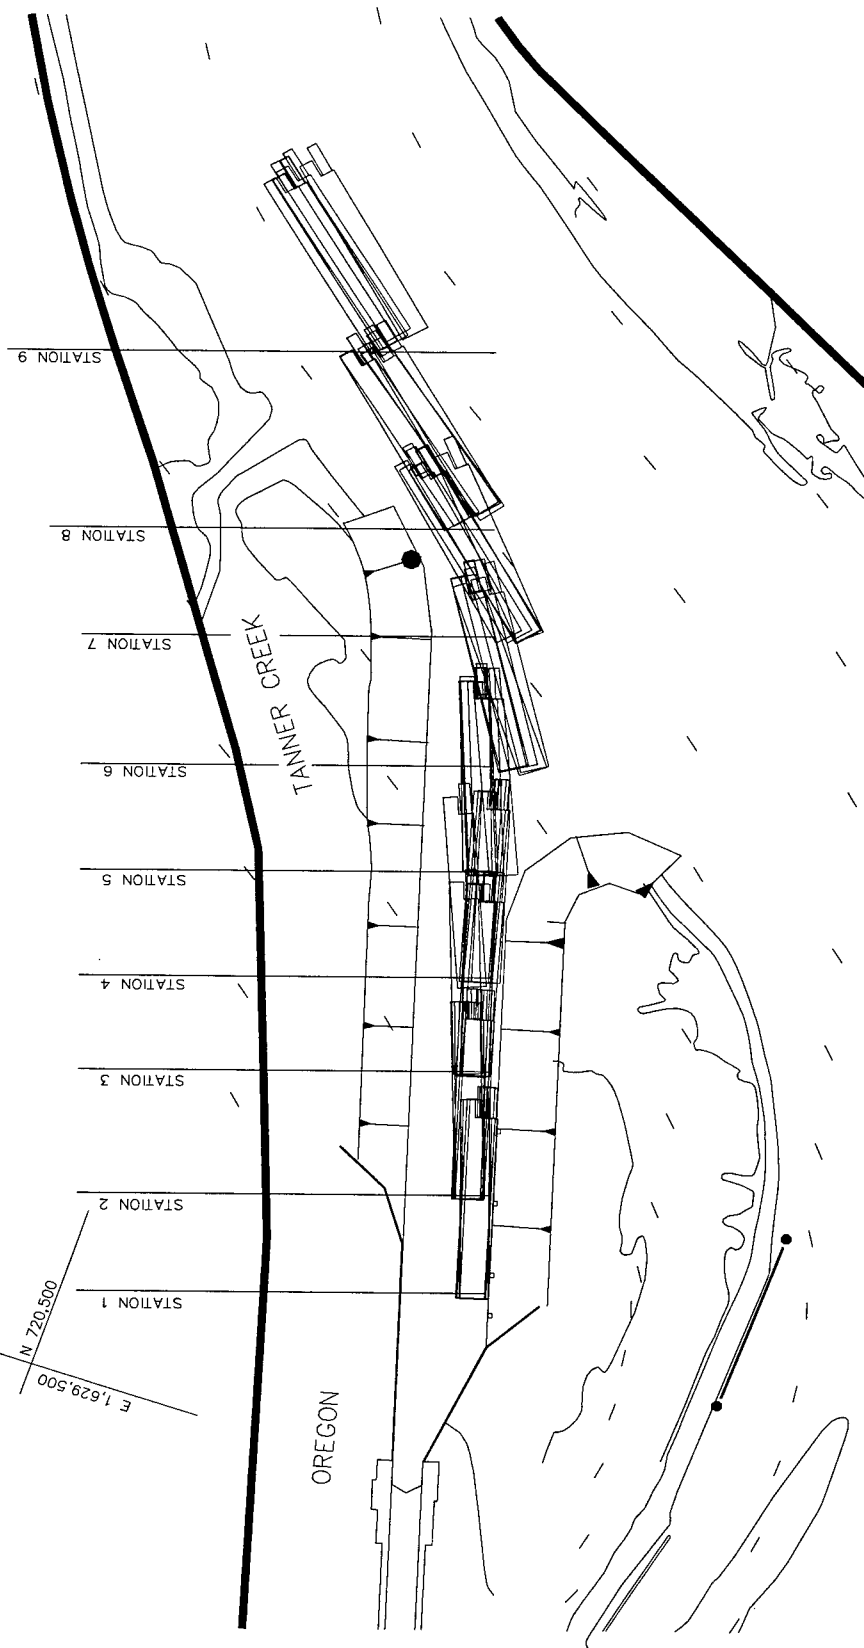 STATION 9
STATION 8
STATION 7
TANNER CREEK
STATION 6
STATION 5
STATION 4
STATION 3
STATION 2
STATION 1
N 720,500
E 1,629,500
OREGON